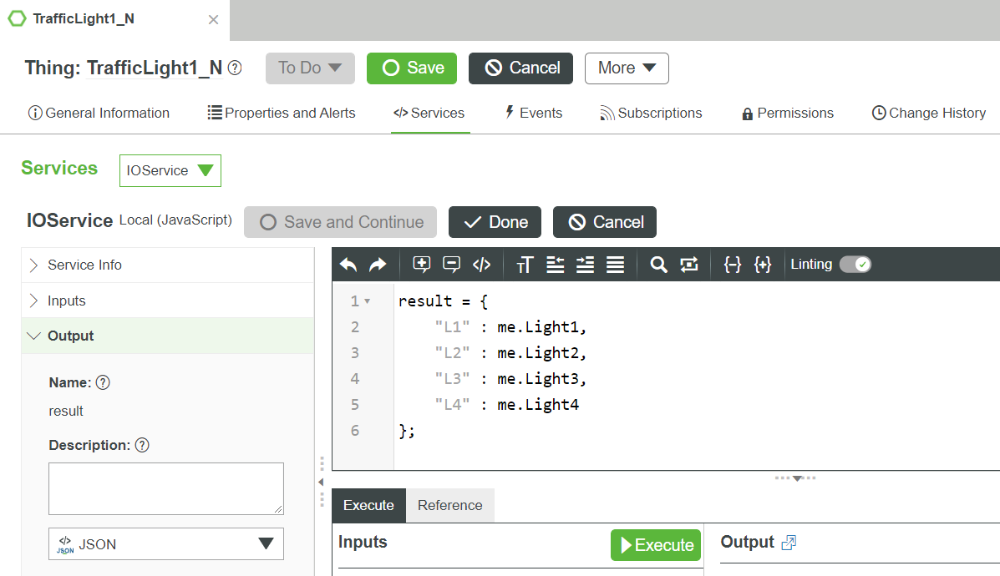 TrafficLight1_N
Thing: TrafficLight1_N
To Do
Save
Cancel
More
General Information
Properties and Alerts
Services
Events
Subscriptions
Permissions
Change History
Services
IOService
IOService Local (JavaScript)
Save and Continue
Done
Cancel
Service Info
Inputs
Output
Name:
result
Description:
JSON
JSON
Linting
1 result = {
2 "L1" : me.Light1,
3 "L2" : me.Light2,
4 "L3" : me.Light3,
5 "L4" : me.Light4
6 };
Execute
Reference
Inputs
Execute
Output